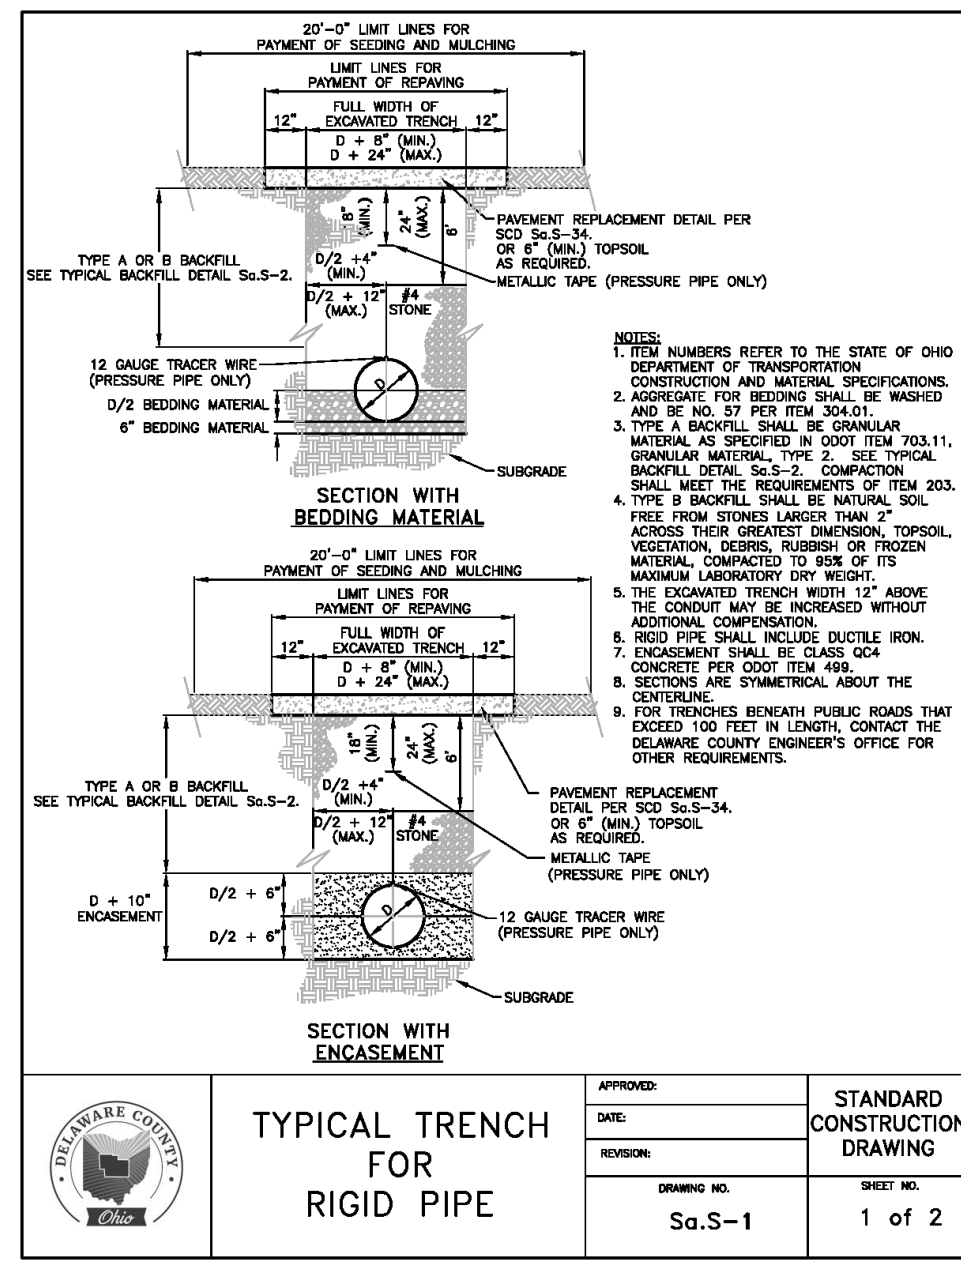 20'-0" LIMIT LINES FOR
PAYMENT OF SEEDING AND MULCHING
LIMIT LINES FOR
PAYMENT OF REPAVING
FULL WIDTH OF
12" EXCAVATED TRENCH 12"
D + 8" (MIN.)
D + 24" (MAX.)
18"
(MIN.)
24"
(MAX.)
6'
PAVEMENT REPLACEMENT DETAIL PER
SCD Sa.S-34.
OR 6" (MIN.) TOPSOIL
AS REQUIRED.
METALLIC TAPE (PRESSURE PIPE ONLY)
TYPE A OR B BACKFILL
SEE TYPICAL BACKFILL DETAIL Sa.S-2.
D/2 +4"
(MIN.)
D/2 + 12"
(MAX.)
#4
STONE
12 GAUGE TRACER WIRE
(PRESSURE PIPE ONLY)
D
D/2 BEDDING MATERIAL
6" BEDDING MATERIAL
SUBGRADE
SECTION WITH
BEDDING MATERIAL
20'-0" LIMIT LINES FOR
PAYMENT OF SEEDING AND MULCHING
LIMIT LINES FOR
PAYMENT OF REPAVING
FULL WIDTH OF
12" EXCAVATED TRENCH 12"
D + 8" (MIN.)
D + 24" (MAX.)
18"
(MIN.)
24"
(MAX.)
6'
TYPE A OR B BACKFILL
SEE TYPICAL BACKFILL DETAIL Sa.S-2.
D/2 +4"
(MIN.)
D/2 + 12"
(MAX.)
#4
STONE
PAVEMENT REPLACEMENT
DETAIL PER SCD Sa.S-34.
OR 6" (MIN.) TOPSOIL
AS REQUIRED.
METALLIC TAPE
(PRESSURE PIPE ONLY)
D + 10"
ENCASEMENT
D/2 + 6"
D/2 + 6"
D
12 GAUGE TRACER WIRE
(PRESSURE PIPE ONLY)
SUBGRADE
SECTION WITH
ENCASEMENT
NOTES:
1. ITEM NUMBERS REFER TO THE STATE OF OHIO
DEPARTMENT OF TRANSPORTATION
CONSTRUCTION AND MATERIAL SPECIFICATIONS.
2. AGGREGATE FOR BEDDING SHALL BE WASHED
AND BE NO. 57 PER ITEM 304.01.
3. TYPE A BACKFILL SHALL BE GRANULAR
MATERIAL AS SPECIFIED IN ODOT ITEM 703.11,
GRANULAR MATERIAL, TYPE 2. SEE TYPICAL
BACKFILL DETAIL Sa.S-2. COMPACTION
SHALL MEET THE REQUIREMENTS OF ITEM 203.
4. TYPE B BACKFILL SHALL BE NATURAL SOIL
FREE FROM STONES LARGER THAN 2"
ACROSS THEIR GREATEST DIMENSION, TOPSOIL,
VEGETATION, DEBRIS, RUBBISH OR FROZEN
MATERIAL, COMPACTED TO 95% OF ITS
MAXIMUM LABORATORY DRY WEIGHT.
5. THE EXCAVATED TRENCH WIDTH 12" ABOVE
THE CONDUIT MAY BE INCREASED WITHOUT
ADDITIONAL COMPENSATION.
6. RIGID PIPE SHALL INCLUDE DUCTILE IRON.
7. ENCASEMENT SHALL BE CLASS QC4
CONCRETE PER ODOT ITEM 499.
8. SECTIONS ARE SYMMETRICAL ABOUT THE
CENTERLINE.
9. FOR TRENCHES BENEATH PUBLIC ROADS THAT
EXCEED 100 FEET IN LENGTH, CONTACT THE
DELAWARE COUNTY ENGINEER'S OFFICE FOR
OTHER REQUIREMENTS.
DELAWARE COUNTY
Ohio
TYPICAL TRENCH
FOR
RIGID PIPE
APPROVED:
DATE:
REVISION:
DRAWING NO.
Sa.S-1
STANDARD
CONSTRUCTION
DRAWING
SHEET NO.
1 of 2